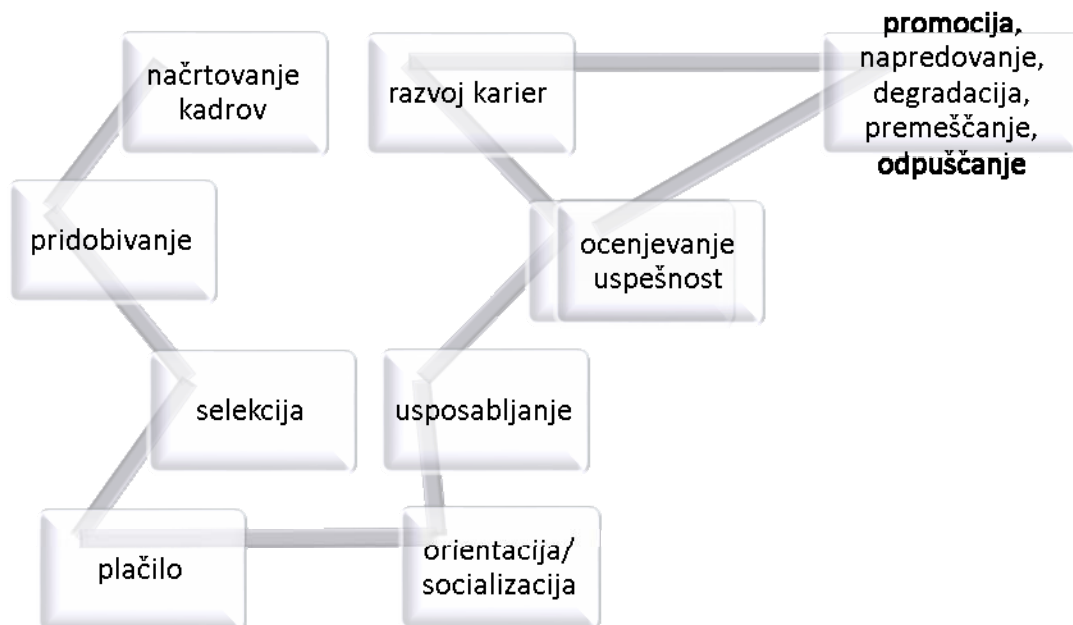 načrtovanje
kadrov
pridobivanje
selekcija
plačilo
orientacija/
socializacija
usposabljanje
ocenjevanje
uspešnost
razvoj karier
promocija,
napredovanje,
degradacija,
premeščanje,
odpuščanje